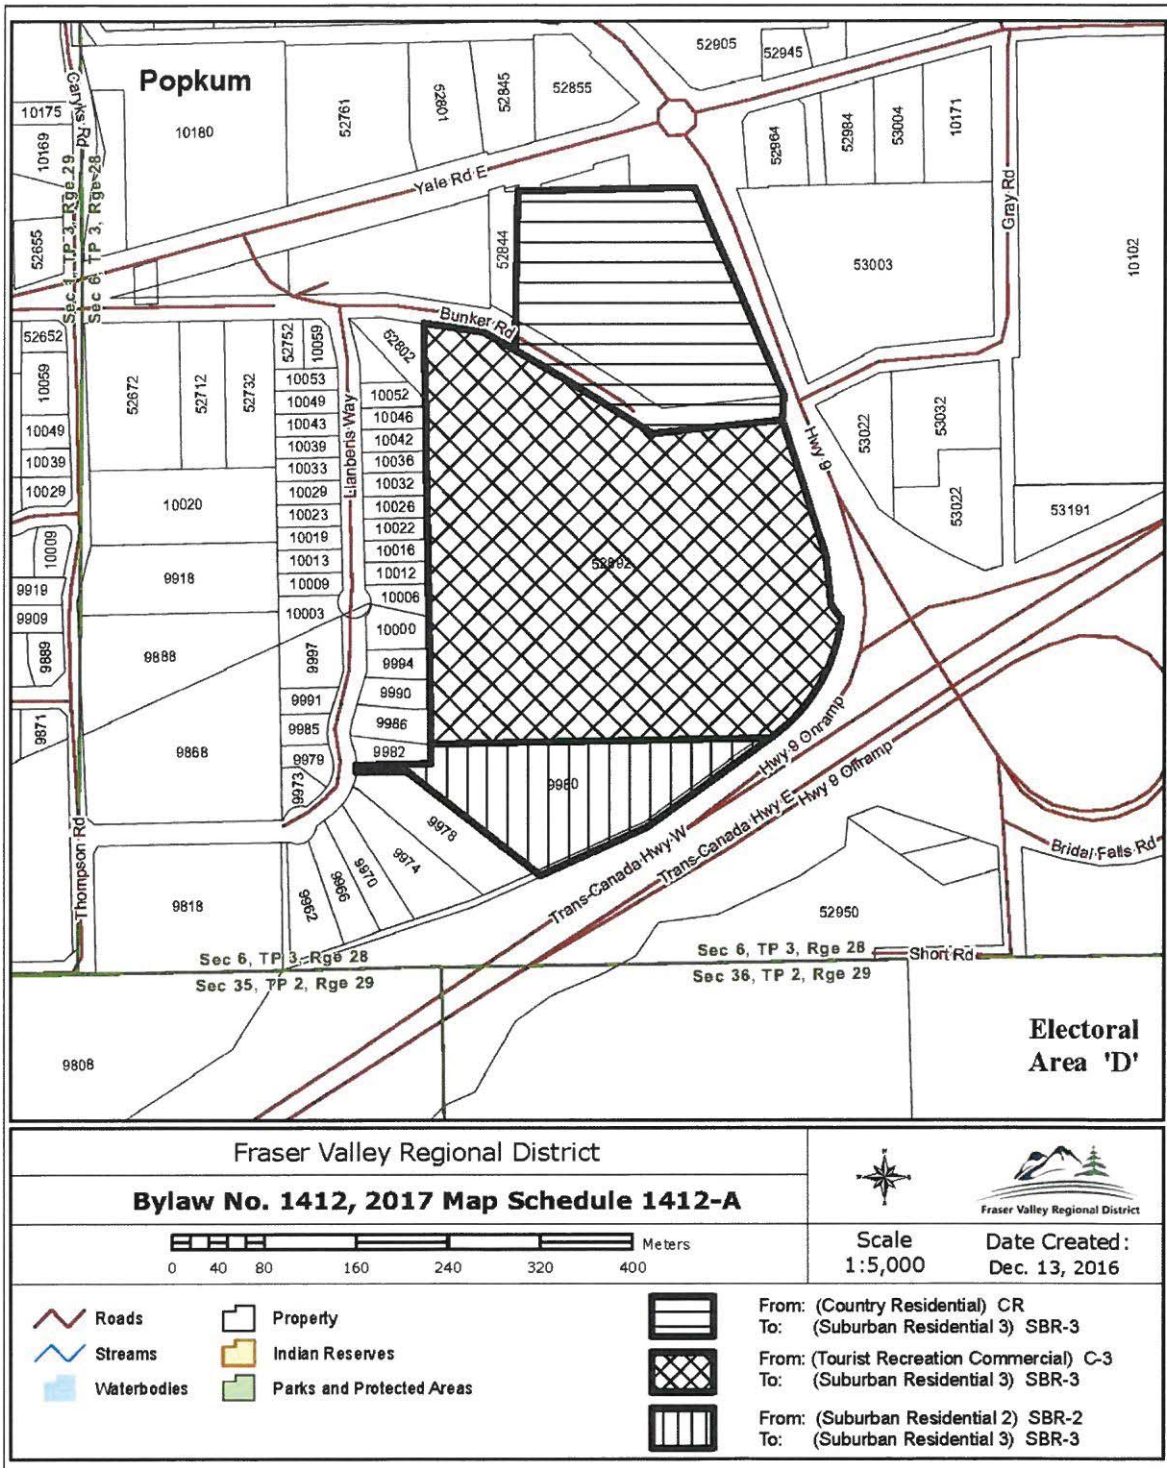 52905
52945
Popkum
10175
10169
Caryks Rd
10180
52761
52801
52845
52855
52964
52984
53004
10171
Yale Rd E
Sec 1, TP 3, Rge 29
Sec 6, TP 3, Rge 28
52655
52844
53003
Gray Rd
10102
Bunker Rd
52652
52752
10059
52802
10059
52672
52712
52732
10053
10049
10043
10039
10033
10029
10023
10019
10013
10009
10003
Llanberis Way
10052
10046
10042
10036
10032
10026
10022
10016
10012
10006
10000
9994
9990
9986
9982
10049
10039
10029
10020
Hwy 9
53022
53032
53022
53191
10009
9919
9909
9889
9871
9918
9888
9868
9997
9991
9985
9979
9973
52892
9980
9978
9974
9970
9966
9962
Hwy 9 Onramp
Hwy 9 Offramp
Trans-Canada Hwy W
Trans-Canada Hwy E
Bridal Falls Rd
Thompson Rd
9818
52950
Short Rd
Sec 6, TP 3, Rge 28
Sec 35, TP 2, Rge 29
Sec 6, TP 3, Rge 28
Sec 36, TP 2, Rge 29
9808
Electoral
Area 'D'
Fraser Valley Regional District
Bylaw No. 1412, 2017 Map Schedule 1412-A
Meters
0 40 80 160 240 320 400
Fraser Valley Regional District
Scale
1:5,000
Date Created:
Dec. 13, 2016
Roads
Streams
Waterbodies
Property
Indian Reserves
Parks and Protected Areas
From: (Country Residential) CR
To: (Suburban Residential 3) SBR-3
From: (Tourist Recreation Commercial) C-3
To: (Suburban Residential 3) SBR-3
From: (Suburban Residential 2) SBR-2
To: (Suburban Residential 3) SBR-3